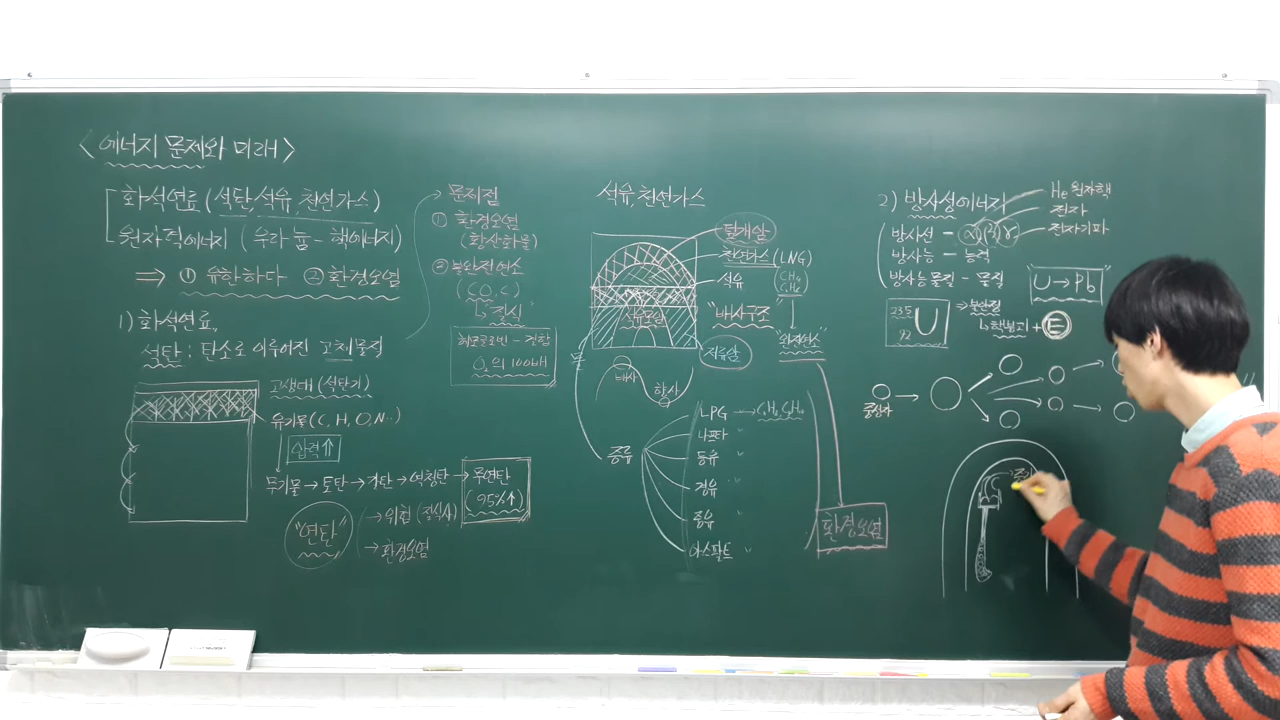 <에너지 문제와 미래>
화석연료 (석탄, 석유, 천연가스)
원자력에너지 (우라늄 - 핵에너지)
⇒ ① 유한하다 ② 환경오염
1) 화석연료
석탄 : 탄소로 이루어진 고체물질
고생대 (석탄기)
유기물 (C, H, O, N··)
압력↑
무기물 → 토탄 → 갈탄 → 역청탄 → 무연탄
(95%↑)
"연탄"
→ 위험 (질식사)
→ 환경오염
→ 문제점
① 환경오염
(황산화물)
② 불완전연소
(CO, C)
↳ 질식
헤모글로빈 - 결합
O₂의 100배
석유, 천연가스
덮개암
천연가스 (LNG)
석유
(CH₄
"배사구조"
저류암
물
배사
향사
"완전연소"
증류
LPG → C₃H₈ C₄H₁₀
나프타 "
등유 "
경유 "
중유 "
아스팔트 "
환경오염
2) 방사성에너지
방사선 - α β γ
방사능 - 능력
방사능물질 - 물질
He 원자핵
전자
전자기파
U → Pb
235
92 U
⇒ 불안정
↳ 핵붕괴 + E
중성자 →